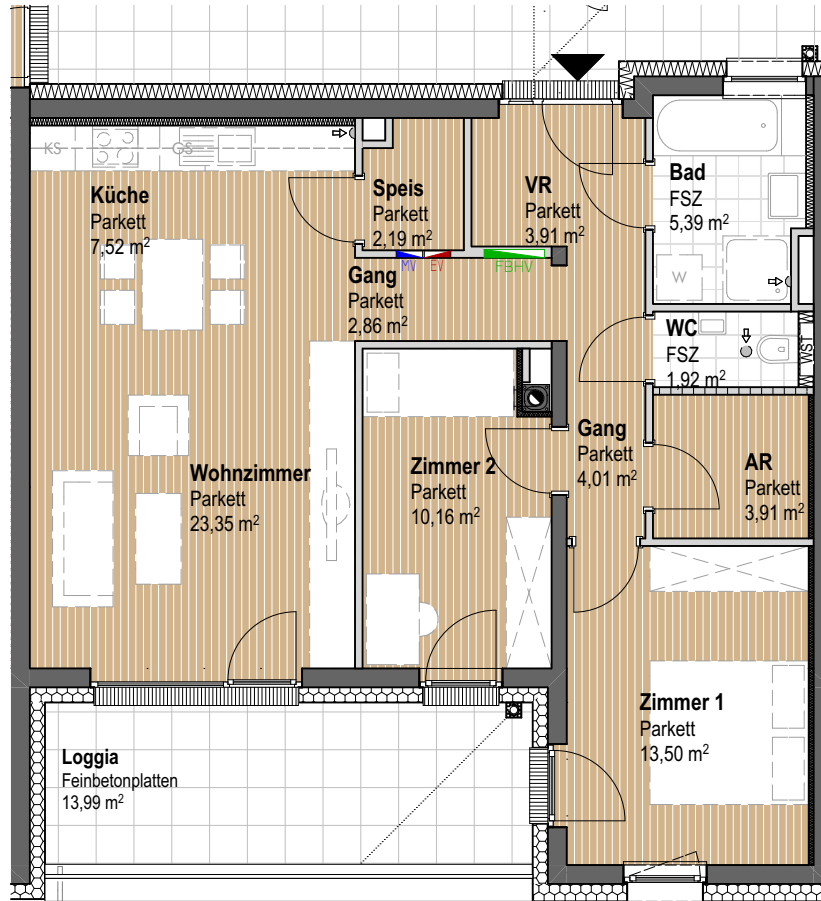 KS
GS
Küche
Parkett
7,52 m²
Speis
Parkett
2,19 m²
VR
Parkett
3,91 m²
Bad
FSZ
5,39 m²
W
MV
EV
FBHV
Gang
Parkett
2,86 m²
WC
FSZ
1,92 m²
WST
Wohnzimmer
Parkett
23,35 m²
Zimmer 2
Parkett
10,16 m²
Gang
Parkett
4,01 m²
AR
Parkett
3,91 m²
Zimmer 1
Parkett
13,50 m²
Loggia
Feinbetonplatten
13,99 m²